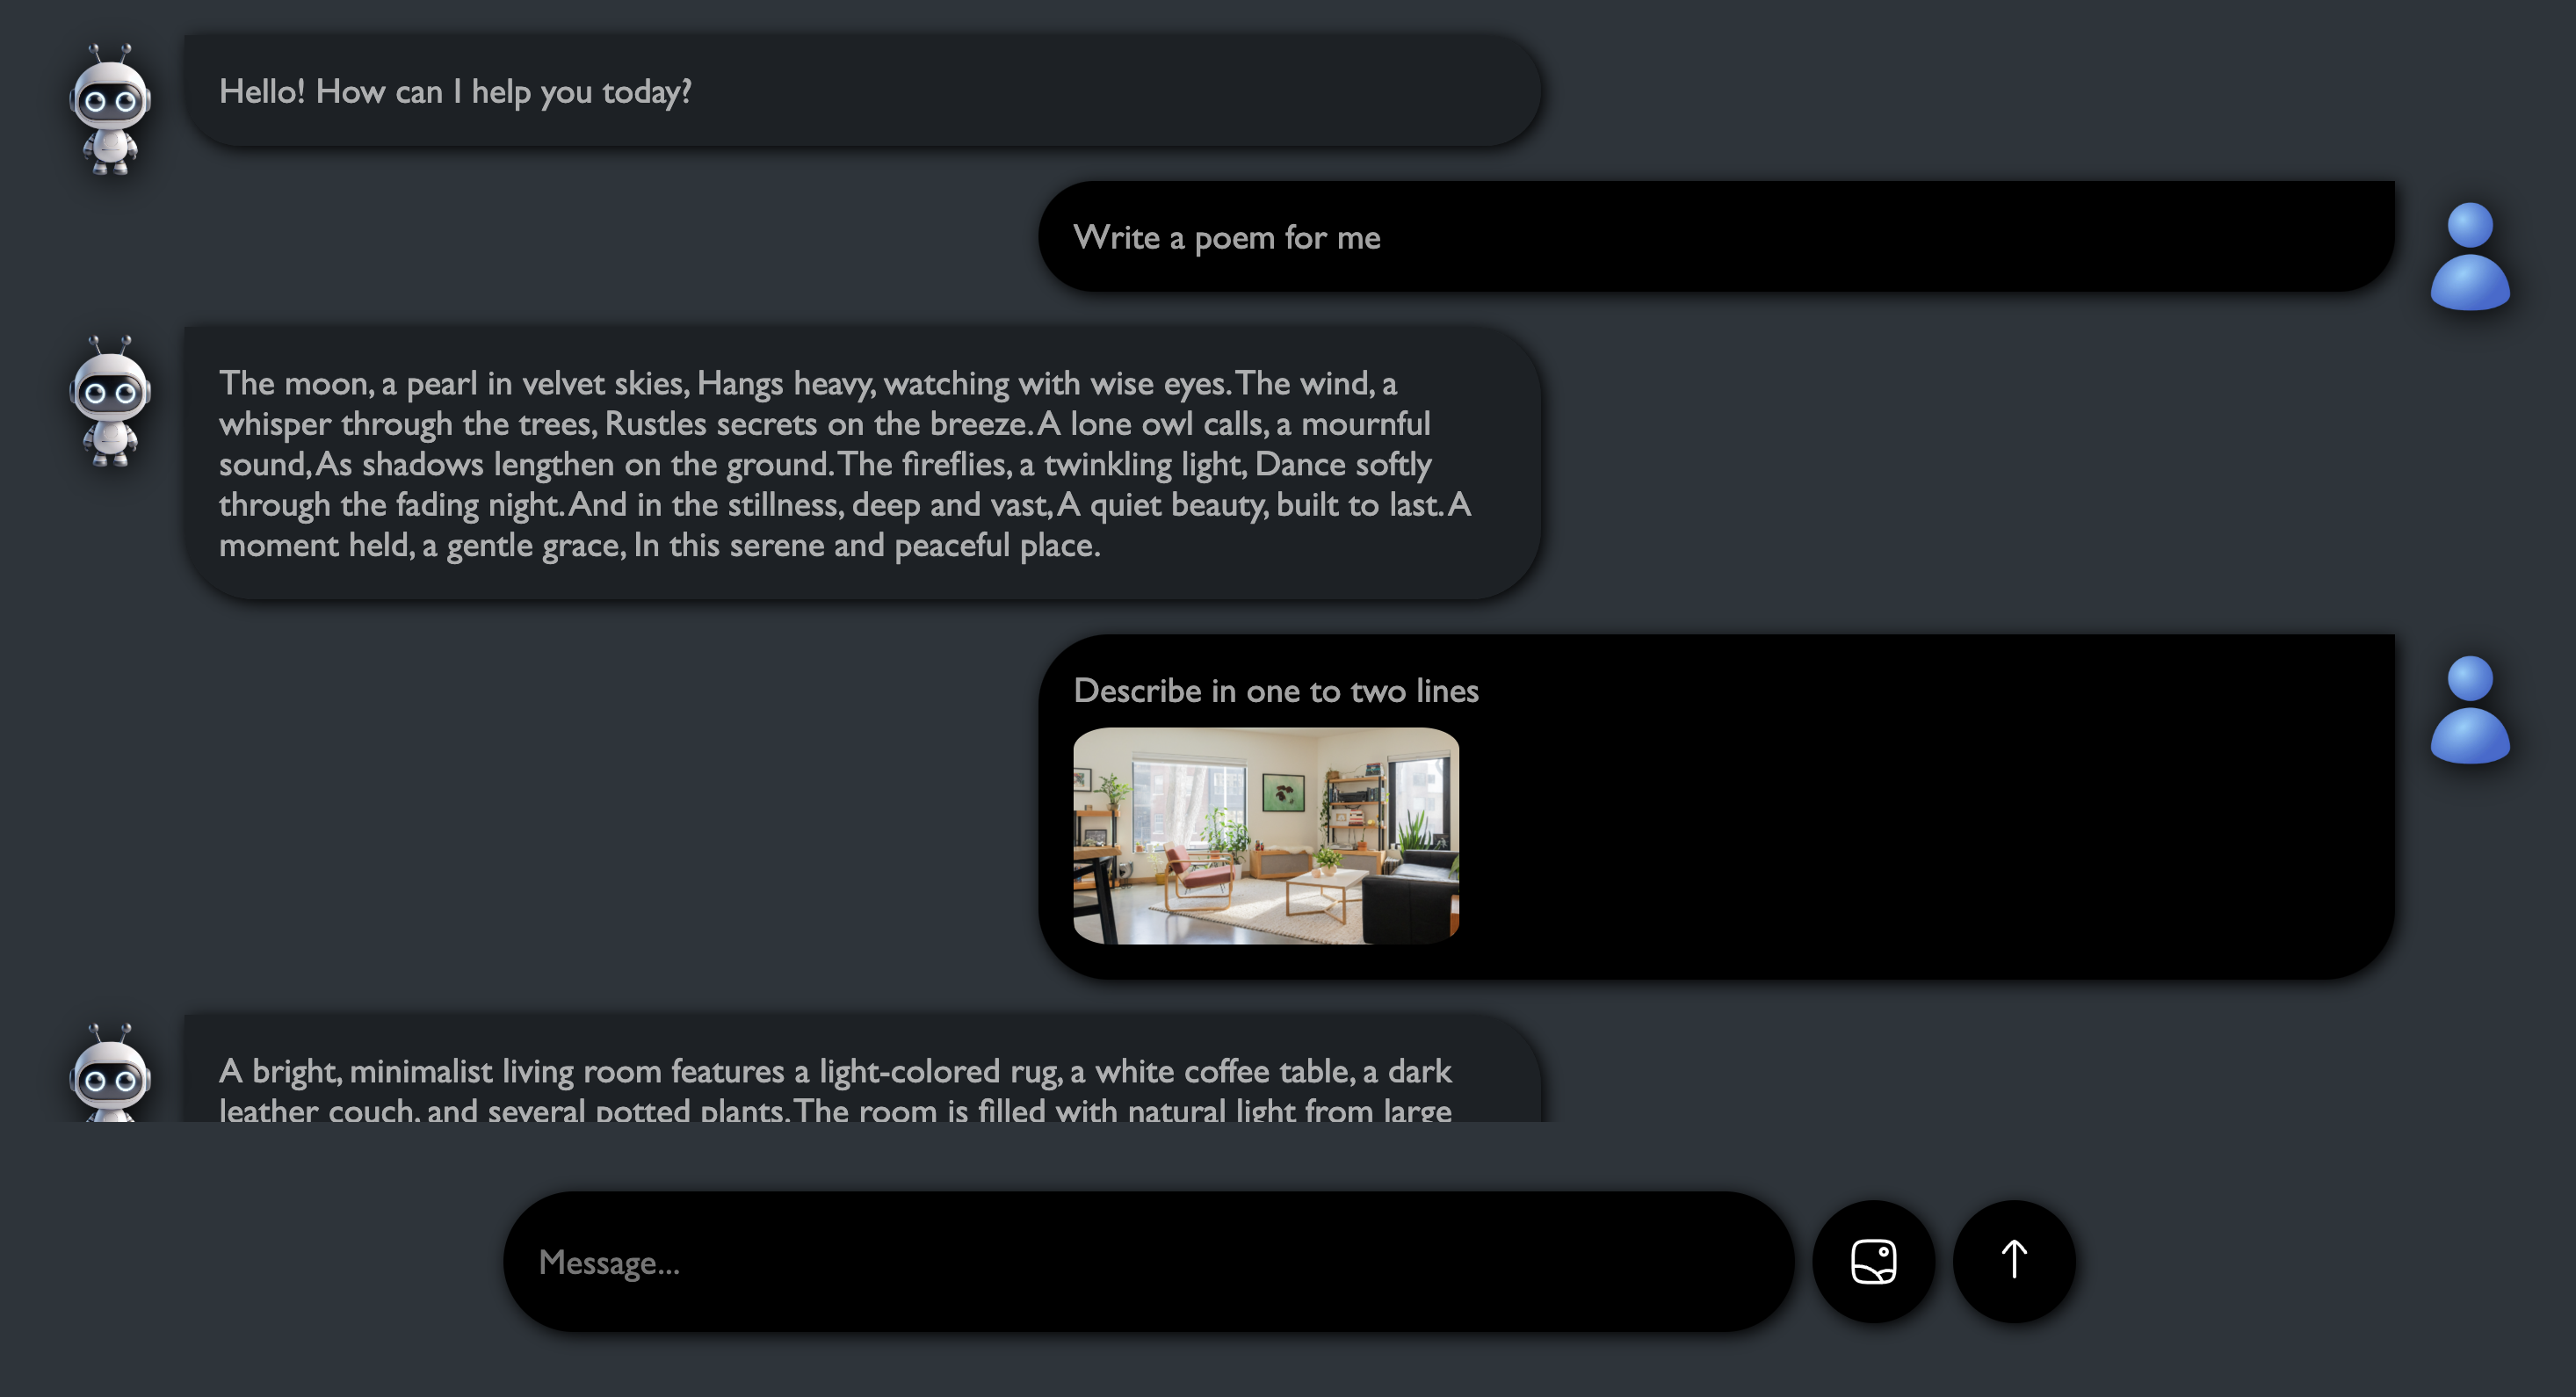 Hello! How can I help you today?
Write a poem for me
The moon, a pearl in velvet skies, Hangs heavy, watching with wise eyes. The wind, a
whisper through the trees, Rustles secrets on the breeze. A lone owl calls, a mournful
sound, As shadows lengthen on the ground. The fireflies, a twinkling light, Dance softly
through the fading night. And in the stillness, deep and vast, A quiet beauty, built to last. A
moment held, a gentle grace, In this serene and peaceful place.
Describe in one to two lines
A bright, minimalist living room features a light-colored rug, a white coffee table, a dark
leather couch, and several potted plants. The room is filled with natural light from large
Message...